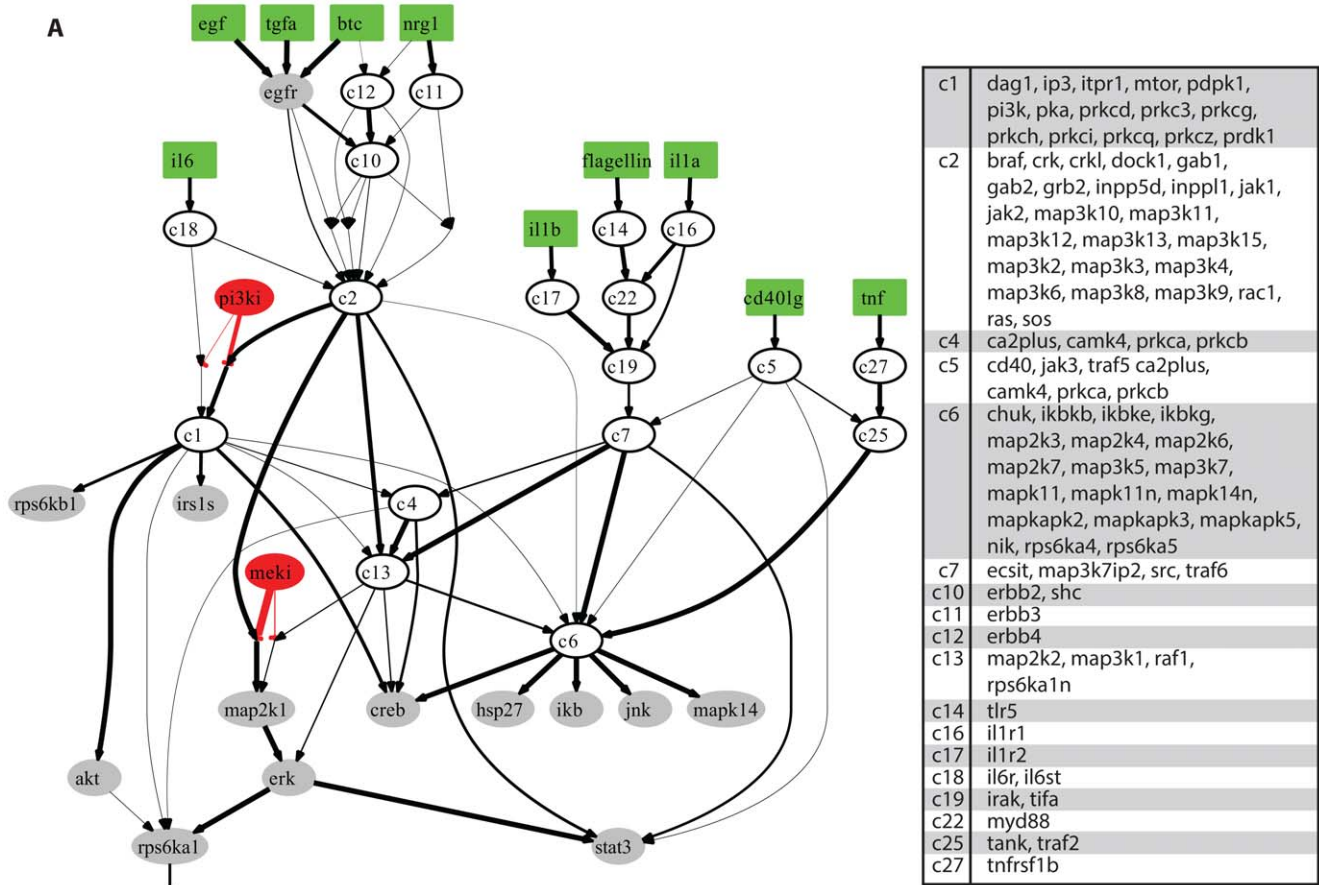 A
egf
tgfa
btc
nrg1
egfr
c12
c11
c10
il6
flagellin
il1a
c18
il1b
c14
c16
pi3ki
c2
c17
c22
cd40lg
tnf
c19
c5
c27
c1
c7
c25
rps6kb1
irs1s
c4
meki
c13
c6
map2k1
creb
hsp27
ikb
jnk
mapk14
akt
erk
rps6ka1
stat3
c1 dag1, ip3, itpr1, mtor, pdpk1,
pi3k, pka, prkcd, prkc3, prkcg,
prkch, prkci, prkcq, prkcz, prdk1
c2 braf, crk, crkl, dock1, gab1,
gab2, grb2, inpp5d, inppl1, jak1,
jak2, map3k10, map3k11,
map3k12, map3k13, map3k15,
map3k2, map3k3, map3k4,
map3k6, map3k8, map3k9, rac1,
ras, sos
c4 ca2plus, camk4, prkca, prkcb
c5 cd40, jak3, traf5 ca2plus,
camk4, prkca, prkcb
c6 chuk, ikbkb, ikbke, ikbkg,
map2k3, map2k4, map2k6,
map2k7, map3k5, map3k7,
mapk11, mapk11n, mapk14n,
mapkapk2, mapkapk3, mapkapk5,
nik, rps6ka4, rps6ka5
c7 ecsit, map3k7ip2, src, traf6
c10 erbb2, shc
c11 erbb3
c12 erbb4
c13 map2k2, map3k1, raf1,
rps6ka1n
c14 tlr5
c16 il1r1
c17 il1r2
c18 il6r, il6st
c19 irak, tifa
c22 myd88
c25 tank, traf2
c27 tnfrsf1b